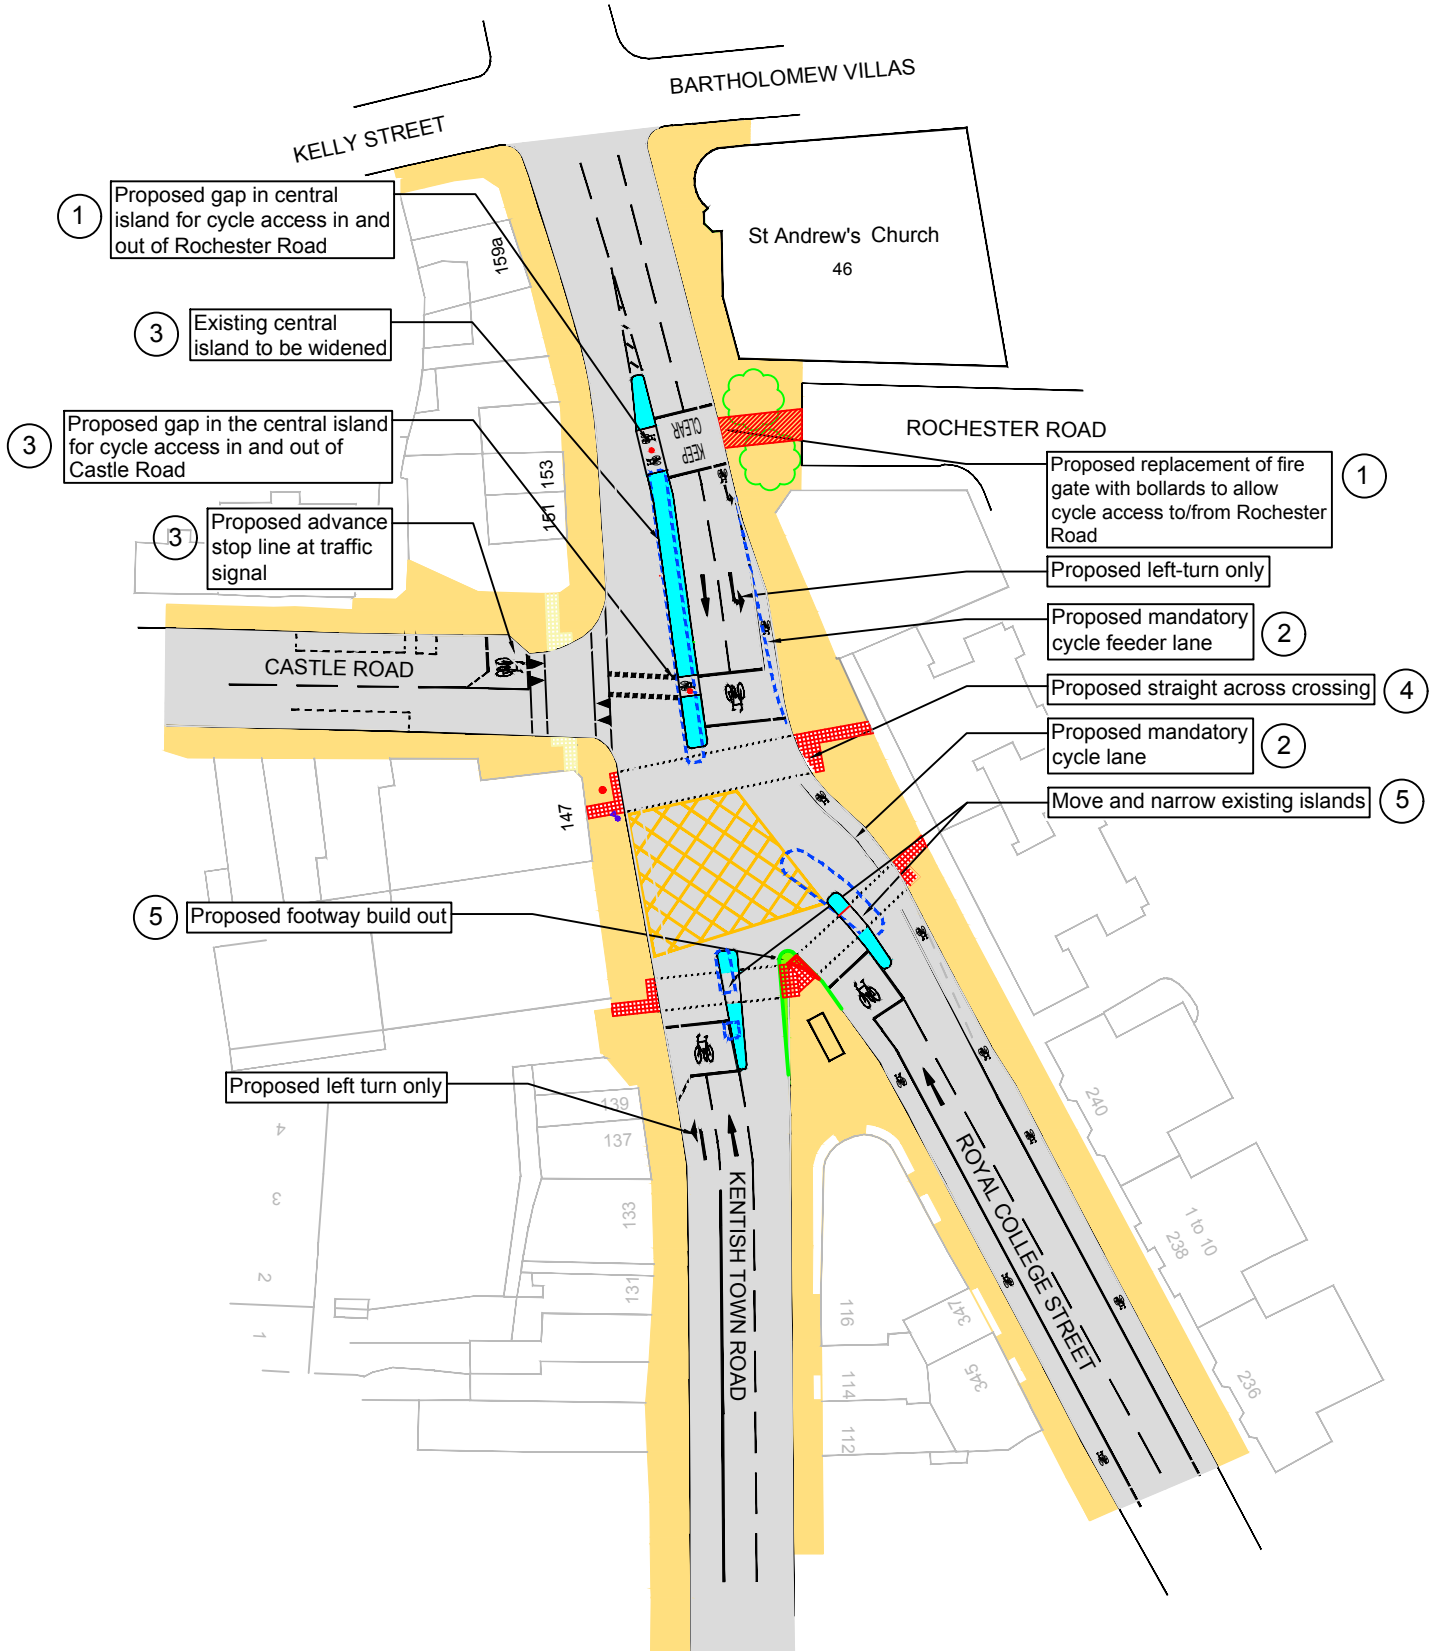 BARTHOLOMEW VILLAS
KELLY STREET
1
Proposed gap in central
island for cycle access in and
out of Rochester Road
159a
St Andrew's Church
46
3
Existing central
island to be widened
3
Proposed gap in the central island
for cycle access in and out of
Castle Road
KEEP
CLEAR
ROCHESTER ROAD
Proposed replacement of fire
gate with bollards to allow
cycle access to/from Rochester
Road
1
153
151
3
Proposed advance
stop line at traffic
signal
Proposed left-turn only
Proposed mandatory
cycle feeder lane
2
CASTLE ROAD
Proposed straight across crossing
4
Proposed mandatory
cycle lane
2
Move and narrow existing islands
5
147
5
Proposed footway build out
Proposed left turn only
139
137
133
131
4
3
2
1
KENTISH TOWN ROAD
ROYAL COLLEGE STREET
240
1 to 10
238
236
116
114
112
347
345